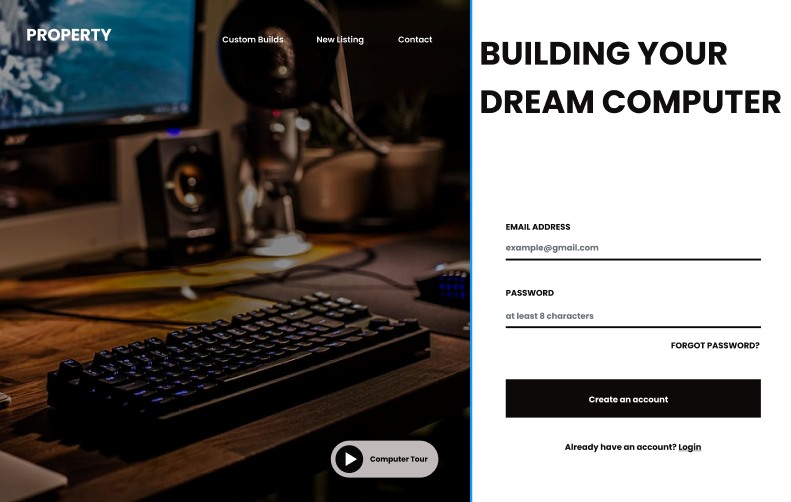 PROPERTY
Custom Builds
New Listing
Contact
acer
Computer Tour
BUILDING YOUR
DREAM COMPUTER
EMAIL ADDRESS
example@gmail.com
PASSWORD
at least 8 characters
FORGOT PASSWORD?
Create an account
Already have an account? Login